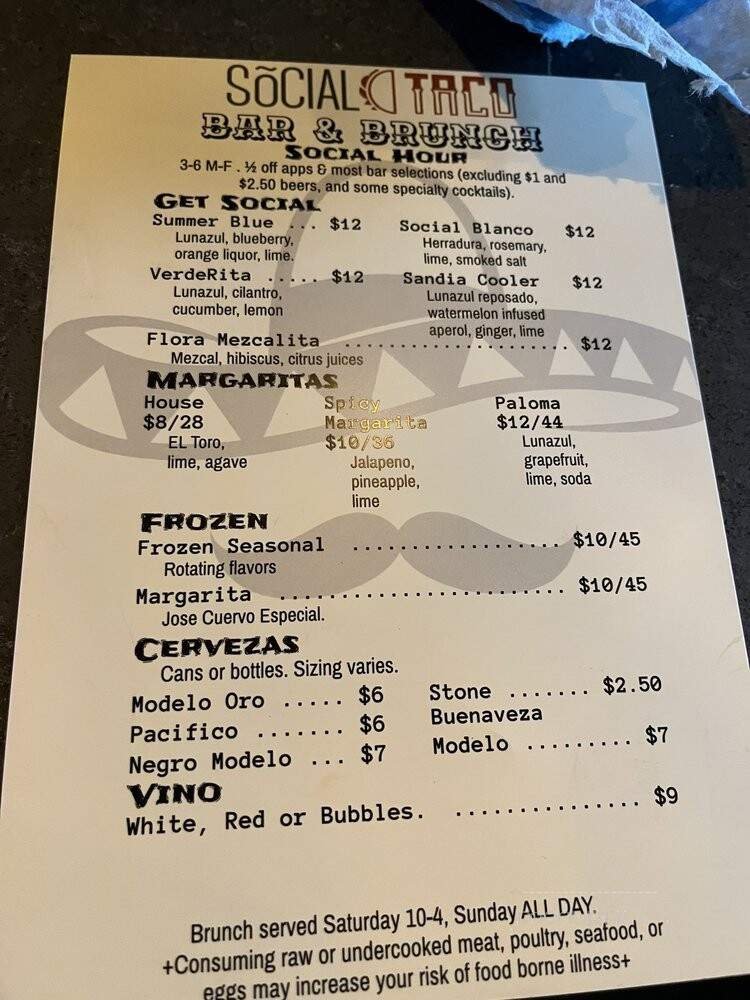 SõCIAL TACO
BAR & BRUNCH
SOCIAL HOUR
3-6 M-F . ½ off apps & most bar selections (excluding $1 and
$2.50 beers, and some specialty cocktails).
GET SOCIAL
Summer Blue ... $12
Lunazul, blueberry,
orange liquor, lime.
Social Blanco $12
Herradura, rosemary,
lime, smoked salt
VerdeRita ..... $12
Lunazul, cilantro,
cucumber, lemon
Sandia Cooler $12
Lunazul reposado,
watermelon infused
aperol, ginger, lime
Flora Mezcalita ...................... $12
Mezcal, hibiscus, citrus juices
MARGARITAS
House
$8/28
EL Toro,
lime, agave
Spicy
Margarita
$10/36
Jalapeno,
pineapple,
lime
Paloma
$12/44
Lunazul,
grapefruit,
lime, soda
FROZEN
Frozen Seasonal .................. $10/45
Rotating flavors
Margarita ........................ $10/45
Jose Cuervo Especial.
CERVEZAS
Cans or bottles. Sizing varies.
Modelo Oro ..... $6
Pacifico ....... $6
Negro Modelo ... $7
Stone ....... $2.50
Buenaveza
Modelo ......... $7
VINO
White, Red or Bubbles. ............... $9
Brunch served Saturday 10-4, Sunday ALL DAY.
+Consuming raw or undercooked meat, poultry, seafood, or
eggs may increase your risk of food borne illness+